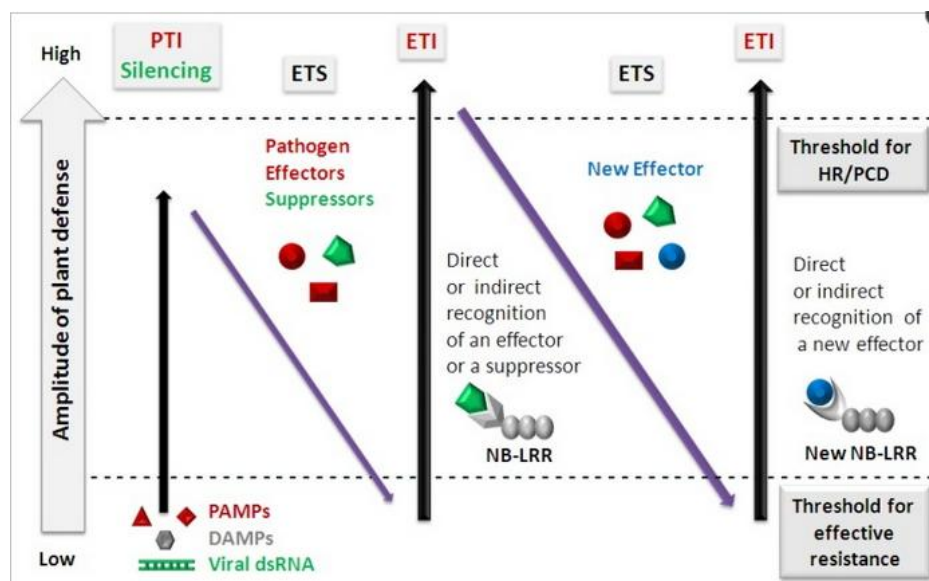 High
PTI
Silencing
ETS
ETI
ETS
ETI
Amplitude of plant defense
Pathogen
Effectors
Suppressors
New Effector
Threshold for
HR/PCD
Direct
or indirect
recognition
of an effector
or a suppressor
NB-LRR
Direct
or indirect
recognition of
a new effector
New NB-LRR
PAMPs
DAMPs
Viral dsRNA
Threshold for
effective
resistance
Low